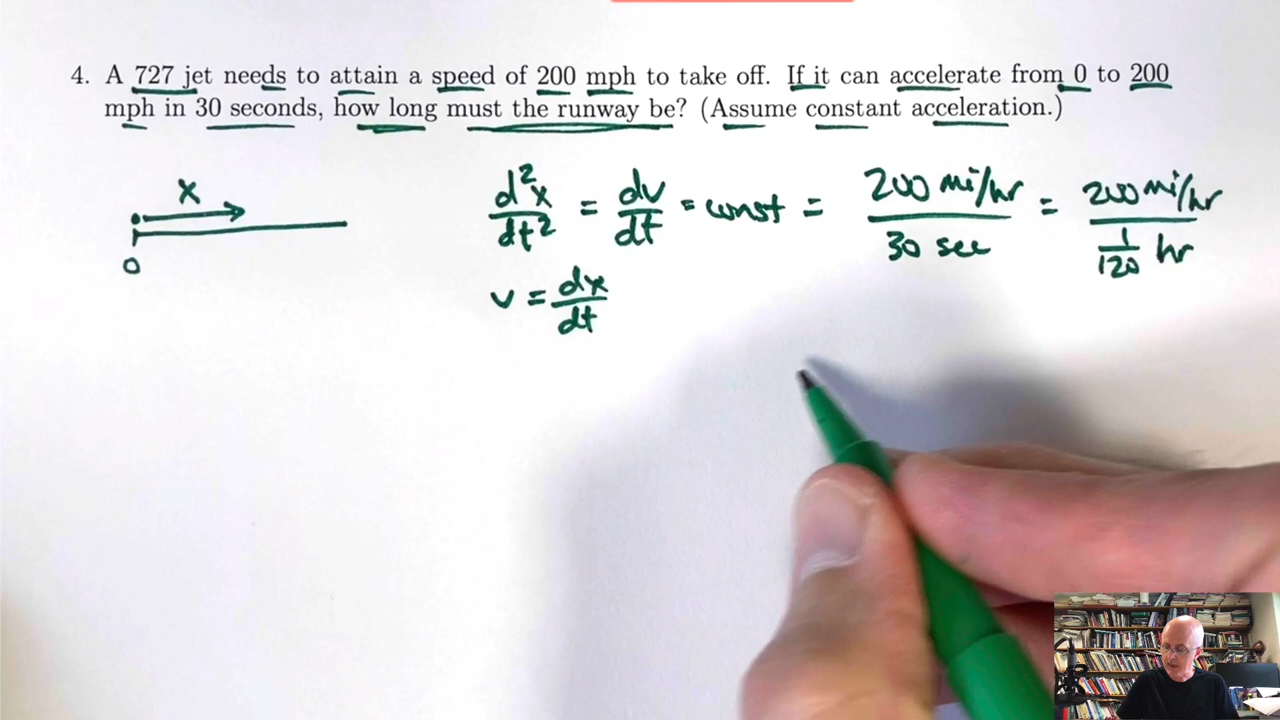 4. A 727 jet needs to attain a speed of 200 mph to take off. If it can accelerate from 0 to 200
mph in 30 seconds, how long must the runway be? (Assume constant acceleration.)
x
0
d²x/dt² = dv/dt = const = 200 mi/hr / 30 sec = 200 mi/hr / 1/120 hr
v = dx/dt